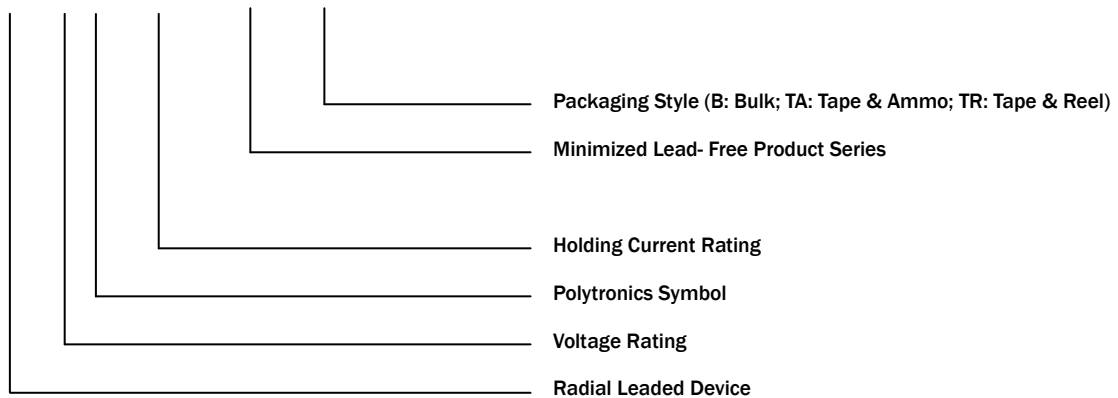 Packaging Style (B: Bulk; TA: Tape & Ammo; TR: Tape & Reel)
Minimized Lead- Free Product Series
Holding Current Rating
Polytronics Symbol
Voltage Rating
Radial Leaded Device